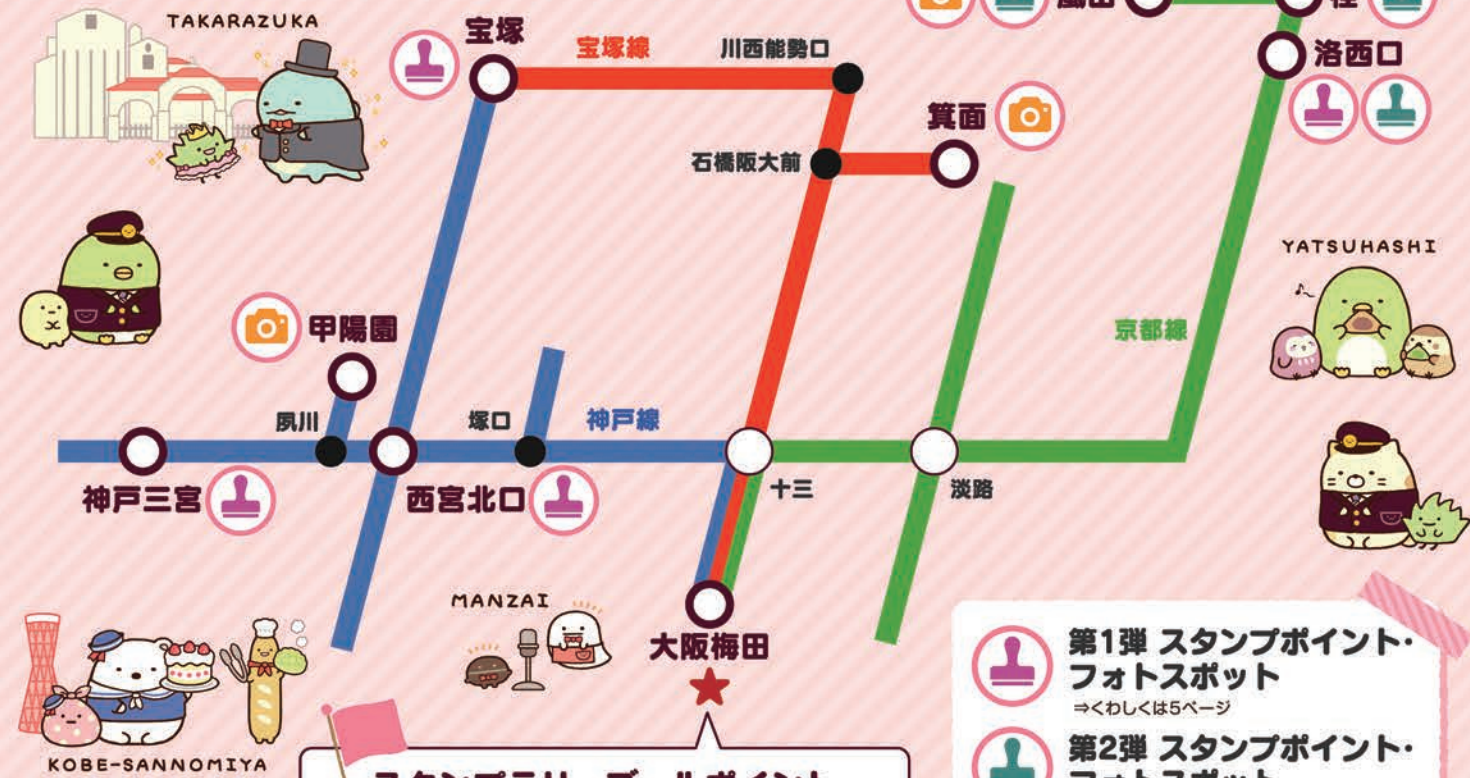 TAKARAZUKA
宝塚
宝塚線
川西能勢口
洛西口
箕面
石橋阪大前
YATSUHASHI
甲陽園
京都線
夙川
塚口
神戸線
神戸三宮
西宮北口
十三
淡路
MANZAI
大阪梅田
KOBE-SANNOMIYA
第1弾 スタンプポイント・
フォトスポット
⇒くわしくは5ページ
第2弾 スタンプポイント・